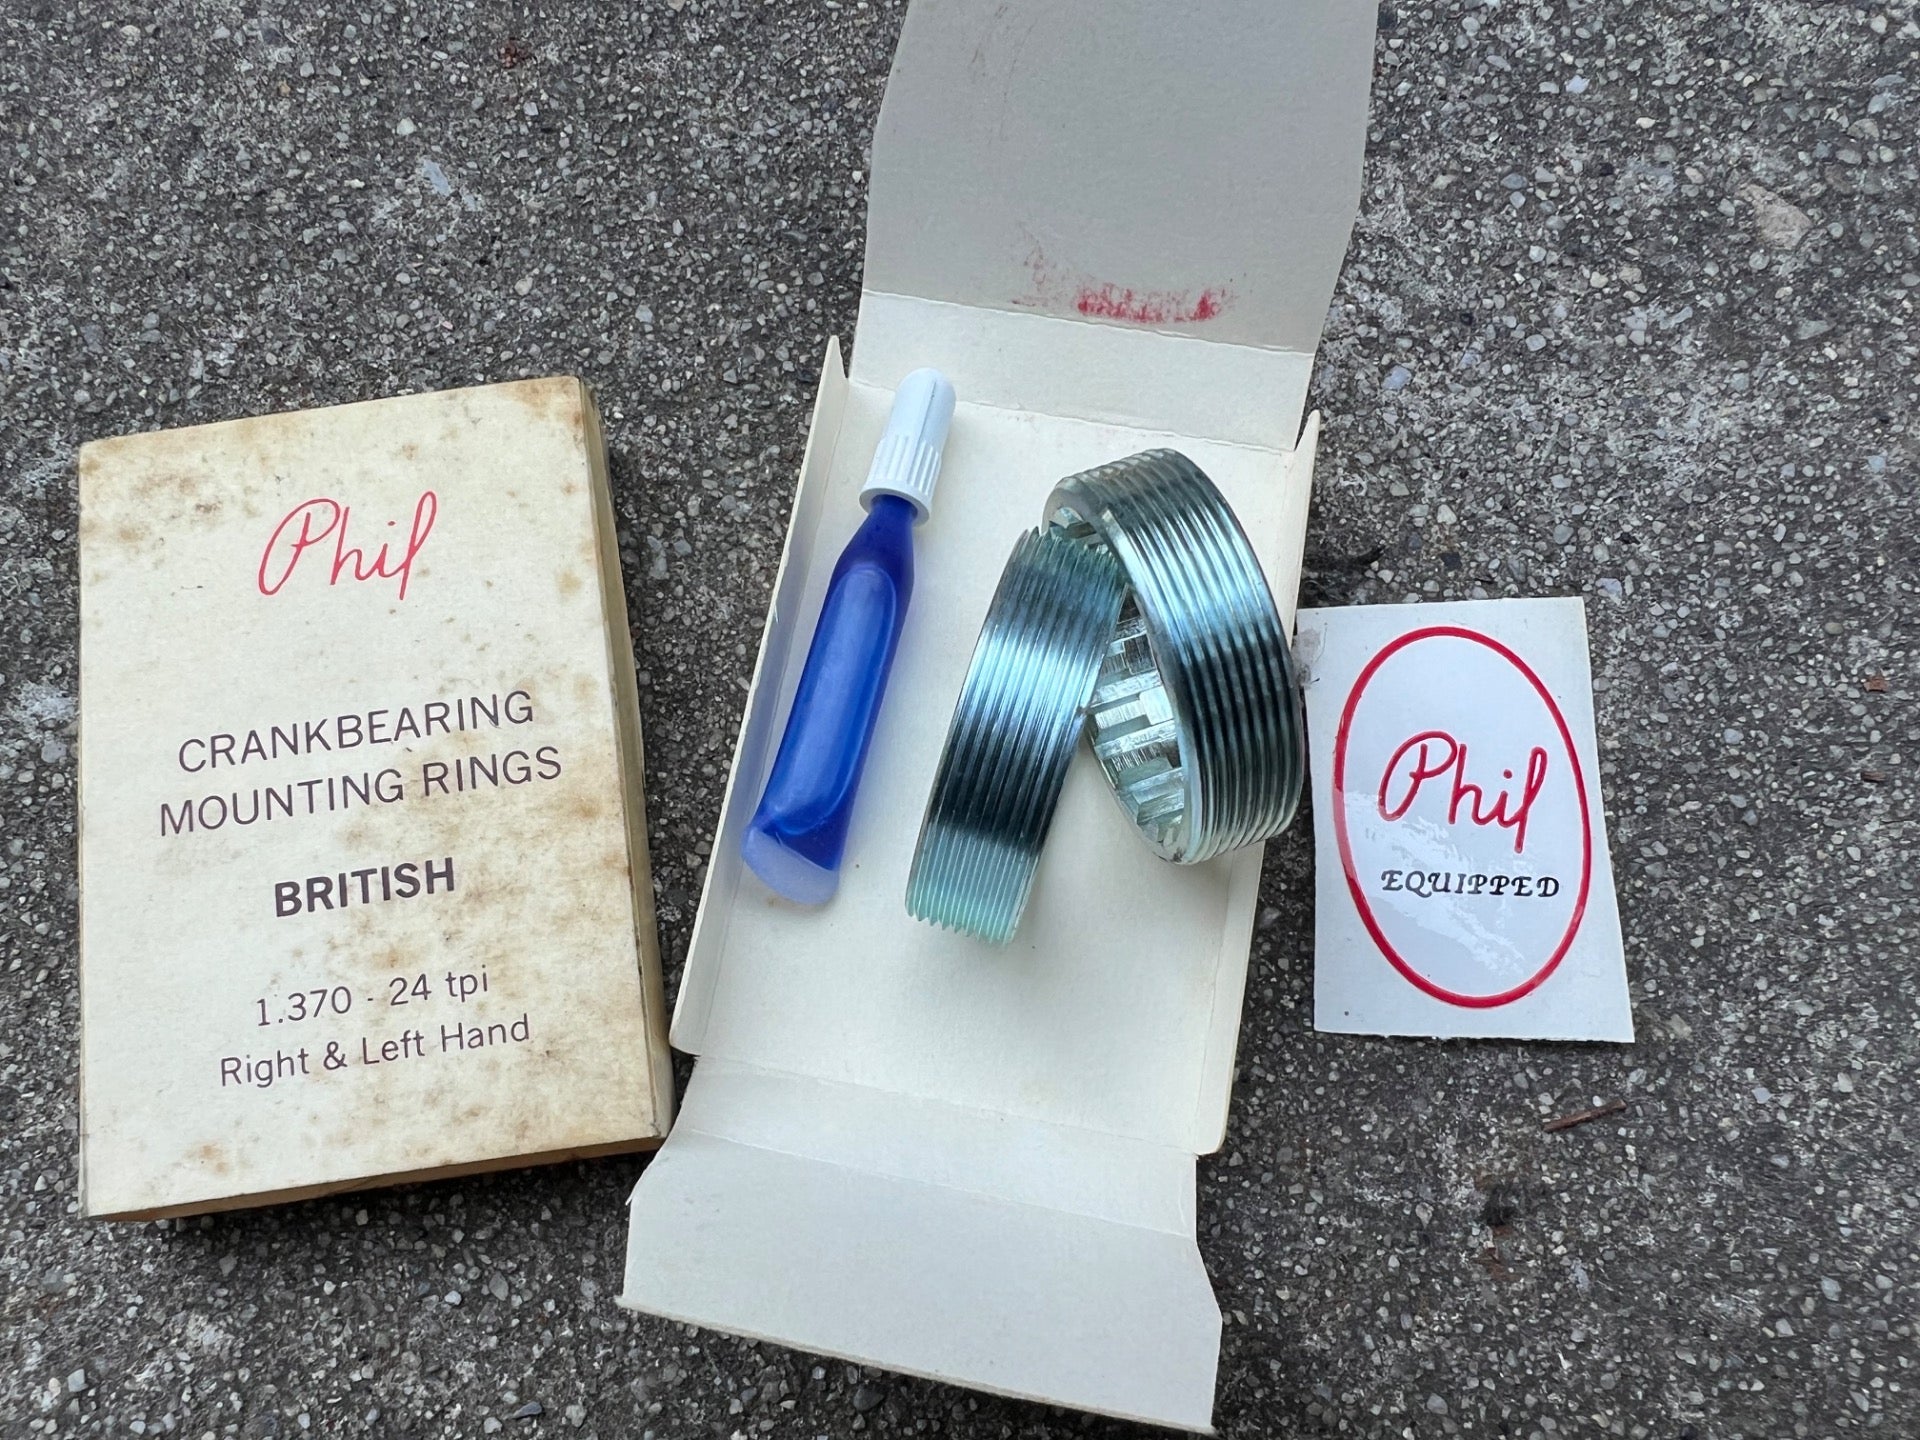 Phil
CRANKBEARING
MOUNTING RINGS
BRITISH
1.370 - 24 tpi
Right & Left Hand
Phil
EQUIPPED